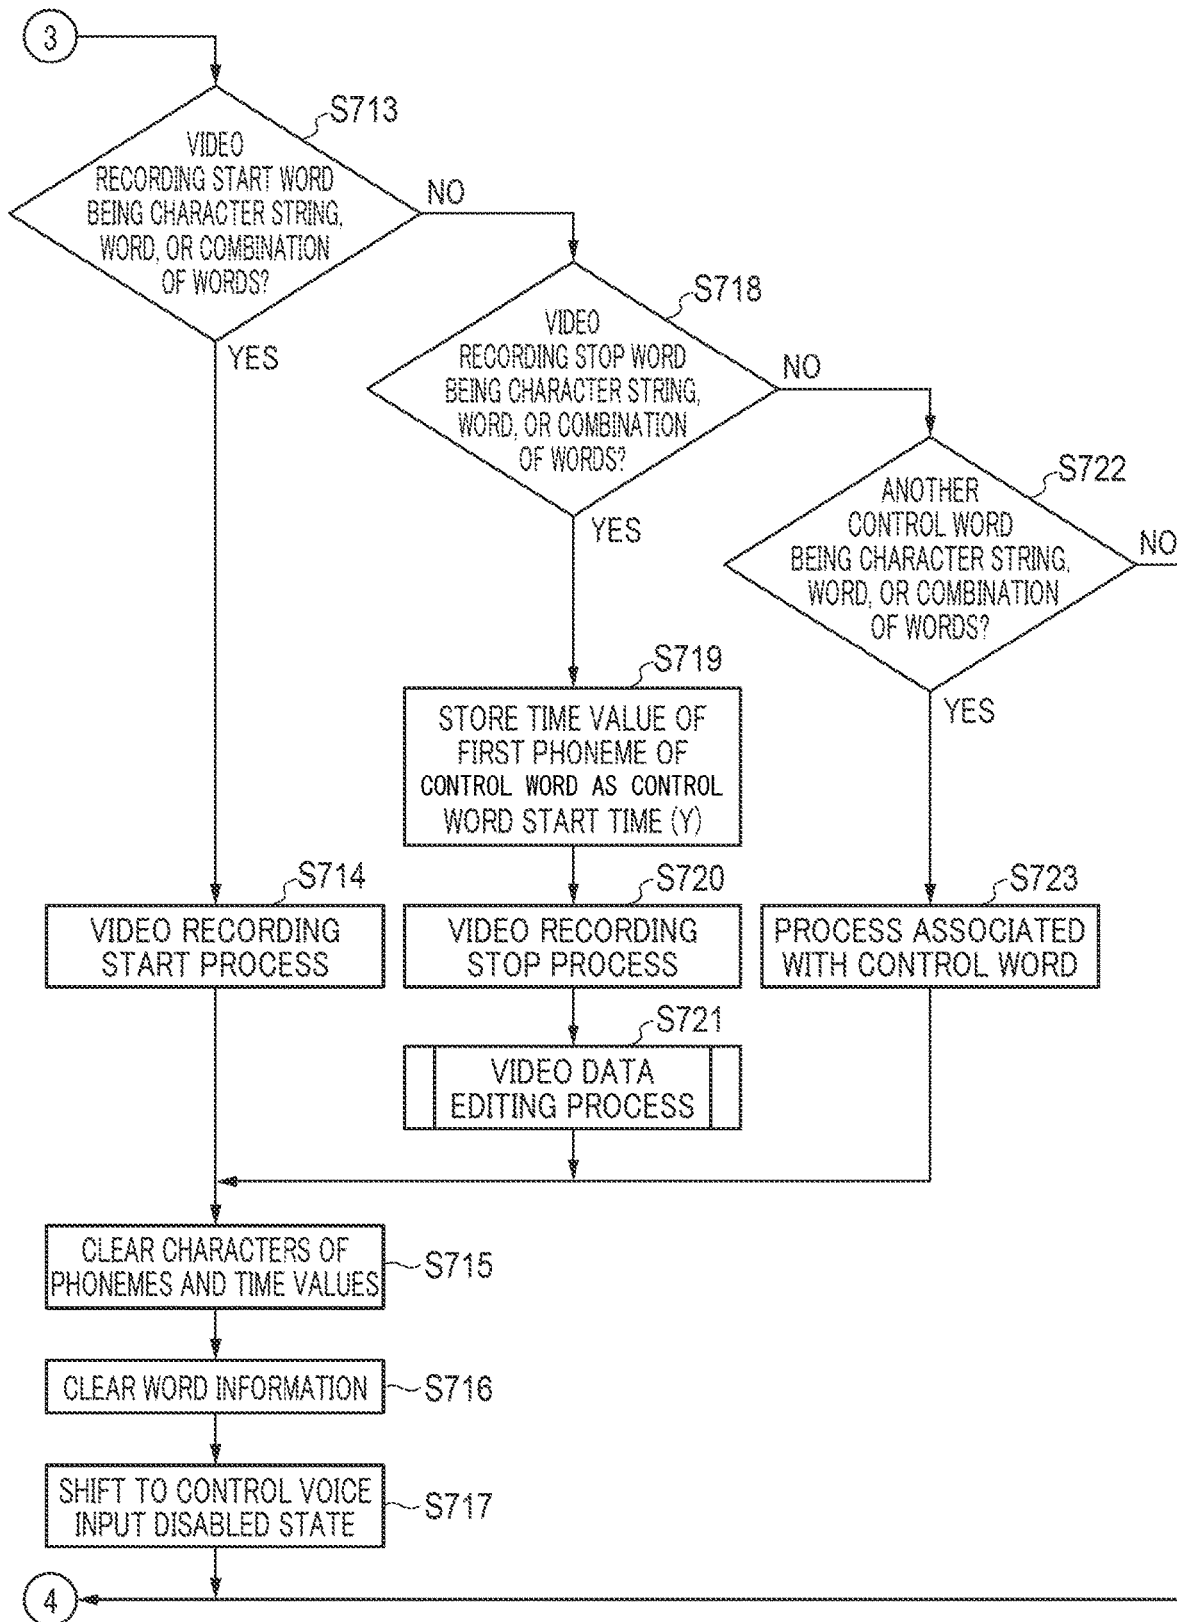 3
S713
VIDEO
RECORDING START WORD
BEING CHARACTER STRING,
WORD, OR COMBINATION
OF WORDS?
NO
YES
S718
VIDEO
RECORDING STOP WORD
BEING CHARACTER STRING,
WORD, OR COMBINATION
OF WORDS?
NO
YES
S722
ANOTHER
CONTROL WORD
BEING CHARACTER STRING,
WORD, OR COMBINATION
OF WORDS?
NO
YES
S719
STORE TIME VALUE OF
FIRST PHONEME OF
CONTROL WORD AS CONTROL
WORD START TIME (Y)
S714
VIDEO RECORDING
START PROCESS
S720
VIDEO RECORDING
STOP PROCESS
S723
PROCESS ASSOCIATED
WITH CONTROL WORD
S721
VIDEO DATA
EDITING PROCESS
CLEAR CHARACTERS OF
PHONEMES AND TIME VALUES
S715
CLEAR WORD INFORMATION
S716
SHIFT TO CONTROL VOICE
INPUT DISABLED STATE
S717
4